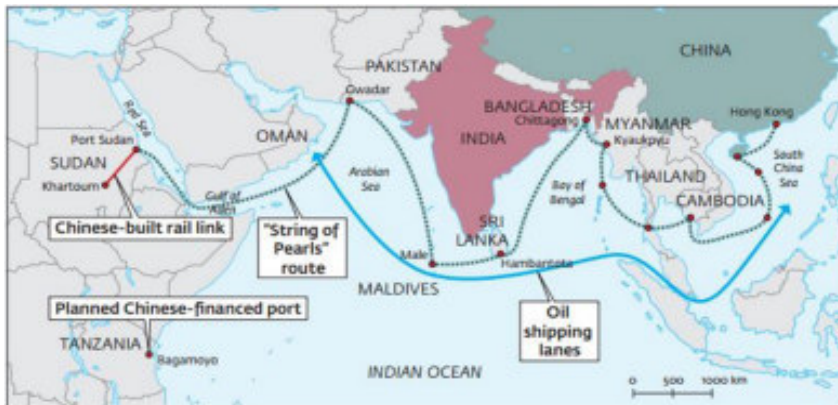 CHINA
PAKISTAN
Gwadar
BANGLADESH
Chittagong
Hong Kong
Red Sea
OMAN
INDIA
MYANMAR
Kyaukpyu
Port Sudan
SUDAN
Khartoum
Arabian
Sea
Bay of
Bengal
THAILAND
South
China
Sea
Gulf of
Aden
CAMBODIA
Chinese-built rail link
"String of
Pearls"
route
SRI
LANKA
Male
Hambantota
MALDIVES
Planned Chinese-financed port
Oil
shipping
lanes
TANZANIA
Bagamoyo
INDIAN OCEAN
0 500 1000 km